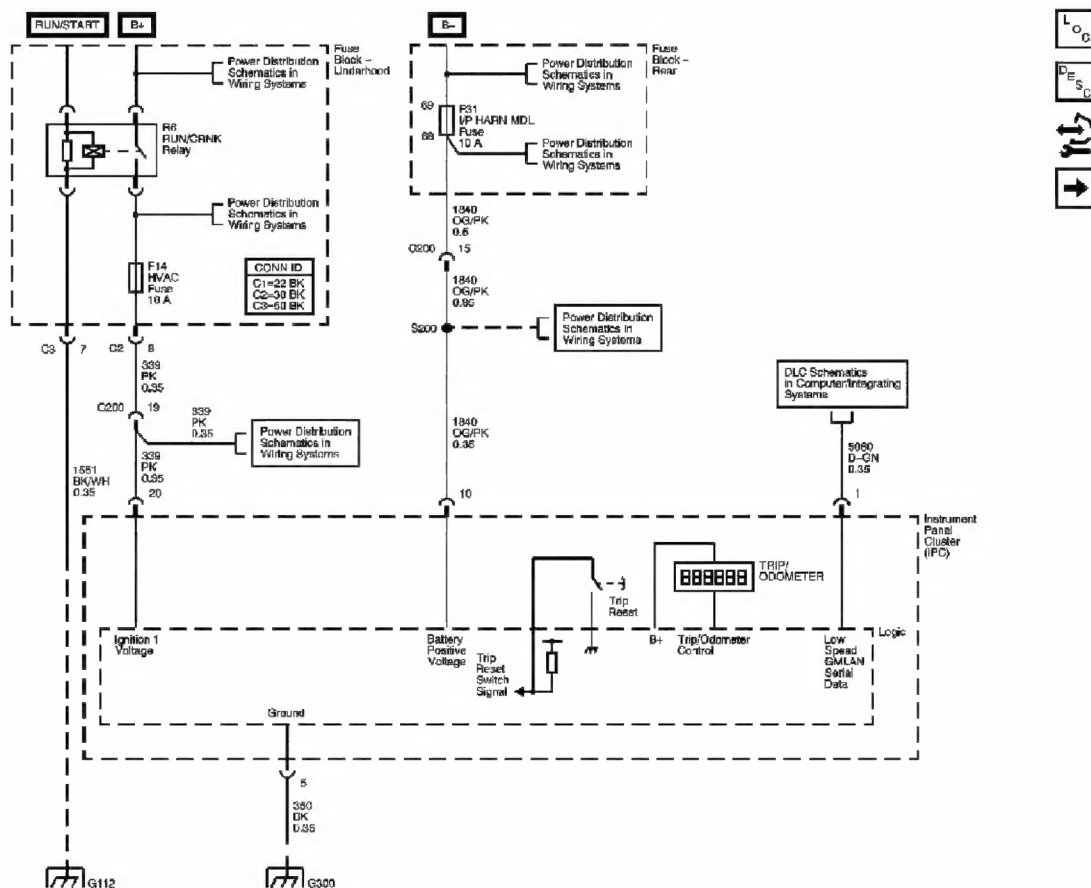 RUN/START
B+
Fuse
Block –
Underhood
Power Distribution
Schematics in
Wiring Systems
R6
RUN/CRNK
Relay
Power Distribution
Schematics in
Wiring Systems
F14
HVAC
Fuse
10 A
CONN ID
C1=22 BK
C2=30 BK
C3=60 BK
C3
7
C2
8
339
PK
0.35
C200
19
339
PK
0.35
Power Distribution
Schematics in
Wiring Systems
1551
BK/WH
0.35
339
PK
0.35
20
Fuse
Block –
Rear
Power Distribution
Schematics in
Wiring Systems
69
68
F31
I/P HARN MDL
Fuse
10 A
Power Distribution
Schematics in
Wiring Systems
1840
OG/PK
0.5
C200
15
1840
OG/PK
0.95
S200
Power Distribution
Schematics in
Wiring Systems
1840
OG/PK
0.35
10
DLC Schematics
in Computer/Integrating
Systems
5060
D-GN
0.35
1
Instrument
Panel
Cluster
(IPC)
TRIP/
ODOMETER
Trip
Reset
Logic
Ignition 1
Voltage
Battery
Positive
Voltage
Trip
Reset
Switch
Signal
B+
Trip/Odometer
Control
Low
Speed
GMLAN
Serial
Data
Ground
5
350
BK
0.35
G112
G300
LOC
DESC